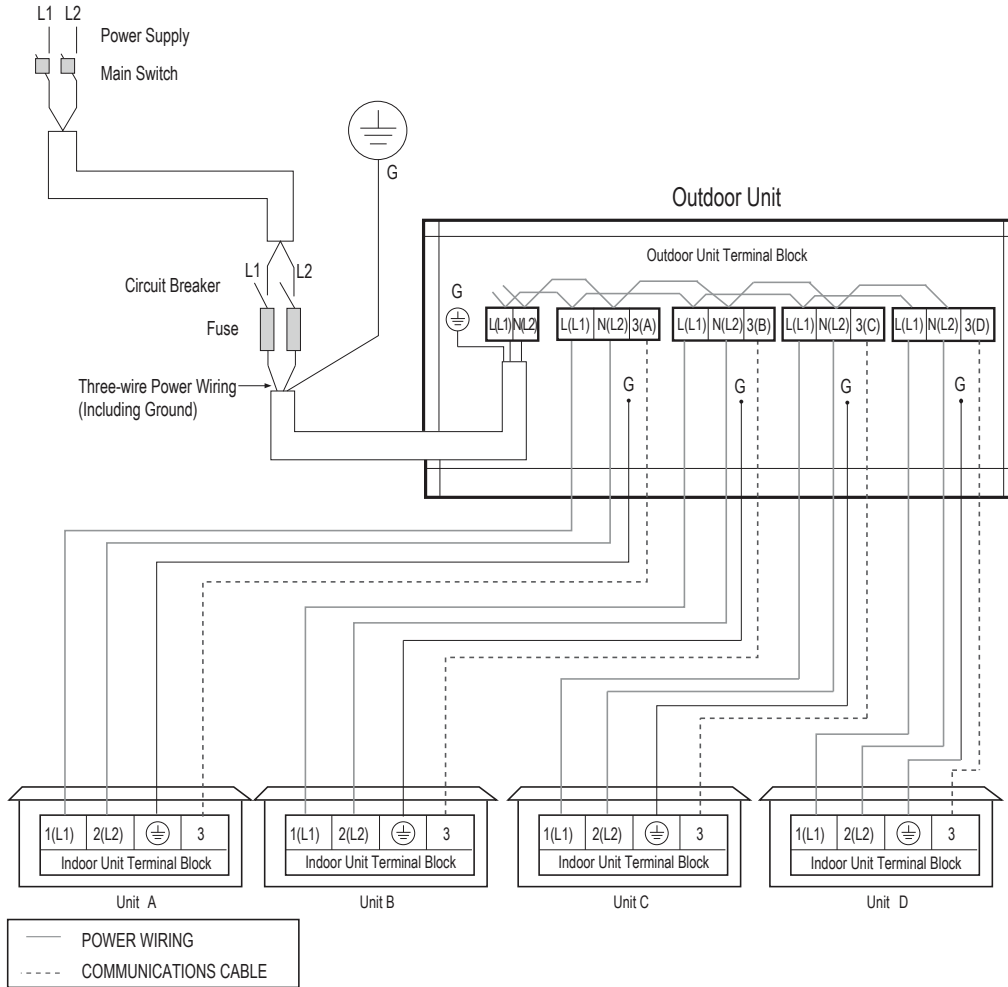 L1 L2
Power Supply
Main Switch
G
Outdoor Unit
Outdoor Unit Terminal Block
L1 L2
Circuit Breaker
Fuse
Three-wire Power Wiring
(Including Ground)
G
L(L1) N(L2)
L(L1) N(L2) 3(A)
L(L1) N(L2) 3(B)
L(L1) N(L2) 3(C)
L(L1) N(L2) 3(D)
G
G
G
G
1(L1) 2(L2) 3
Indoor Unit Terminal Block
Unit A
1(L1) 2(L2) 3
Indoor Unit Terminal Block
Unit B
1(L1) 2(L2) 3
Indoor Unit Terminal Block
Unit C
1(L1) 2(L2) 3
Indoor Unit Terminal Block
Unit D
POWER WIRING
COMMUNICATIONS CABLE